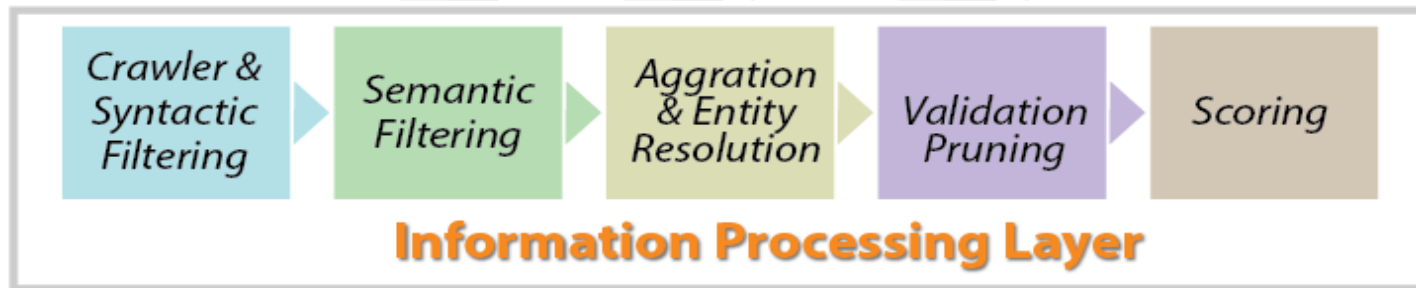 Crawler &
Syntactic
Filtering
Semantic
Filtering
Aggration
& Entity
Resolution
Validation
Pruning
Scoring
Information Processing Layer